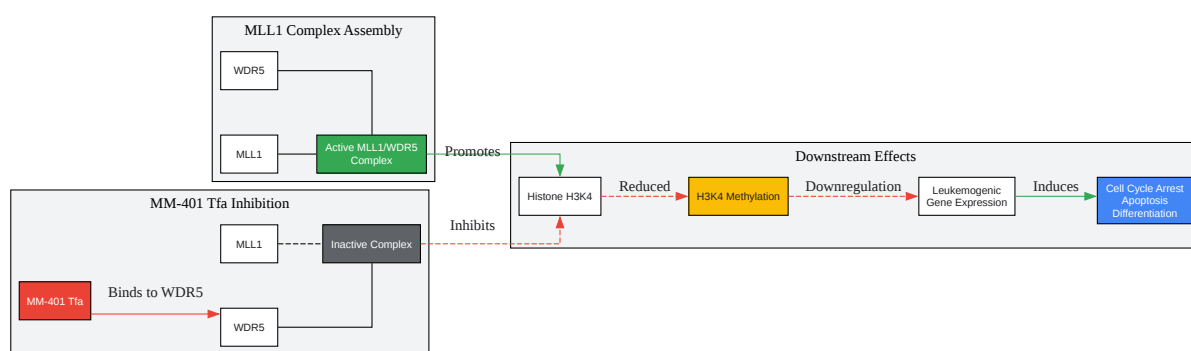 MLL1 Complex Assembly
WDR5
MLL1
Active MLL1/WDR5
Complex
Promotes
MM-401 Tfa Inhibition
MLL1
Inactive Complex
Inhibits
MM-401 Tfa
Binds to WDR5
WDR5
Downstream Effects
Histone H3K4
Reduced
H3K4 Methylation
Downregulation
Leukemogenic
Gene Expression
Induces
Cell Cycle Arrest
Apoptosis
Differentiation